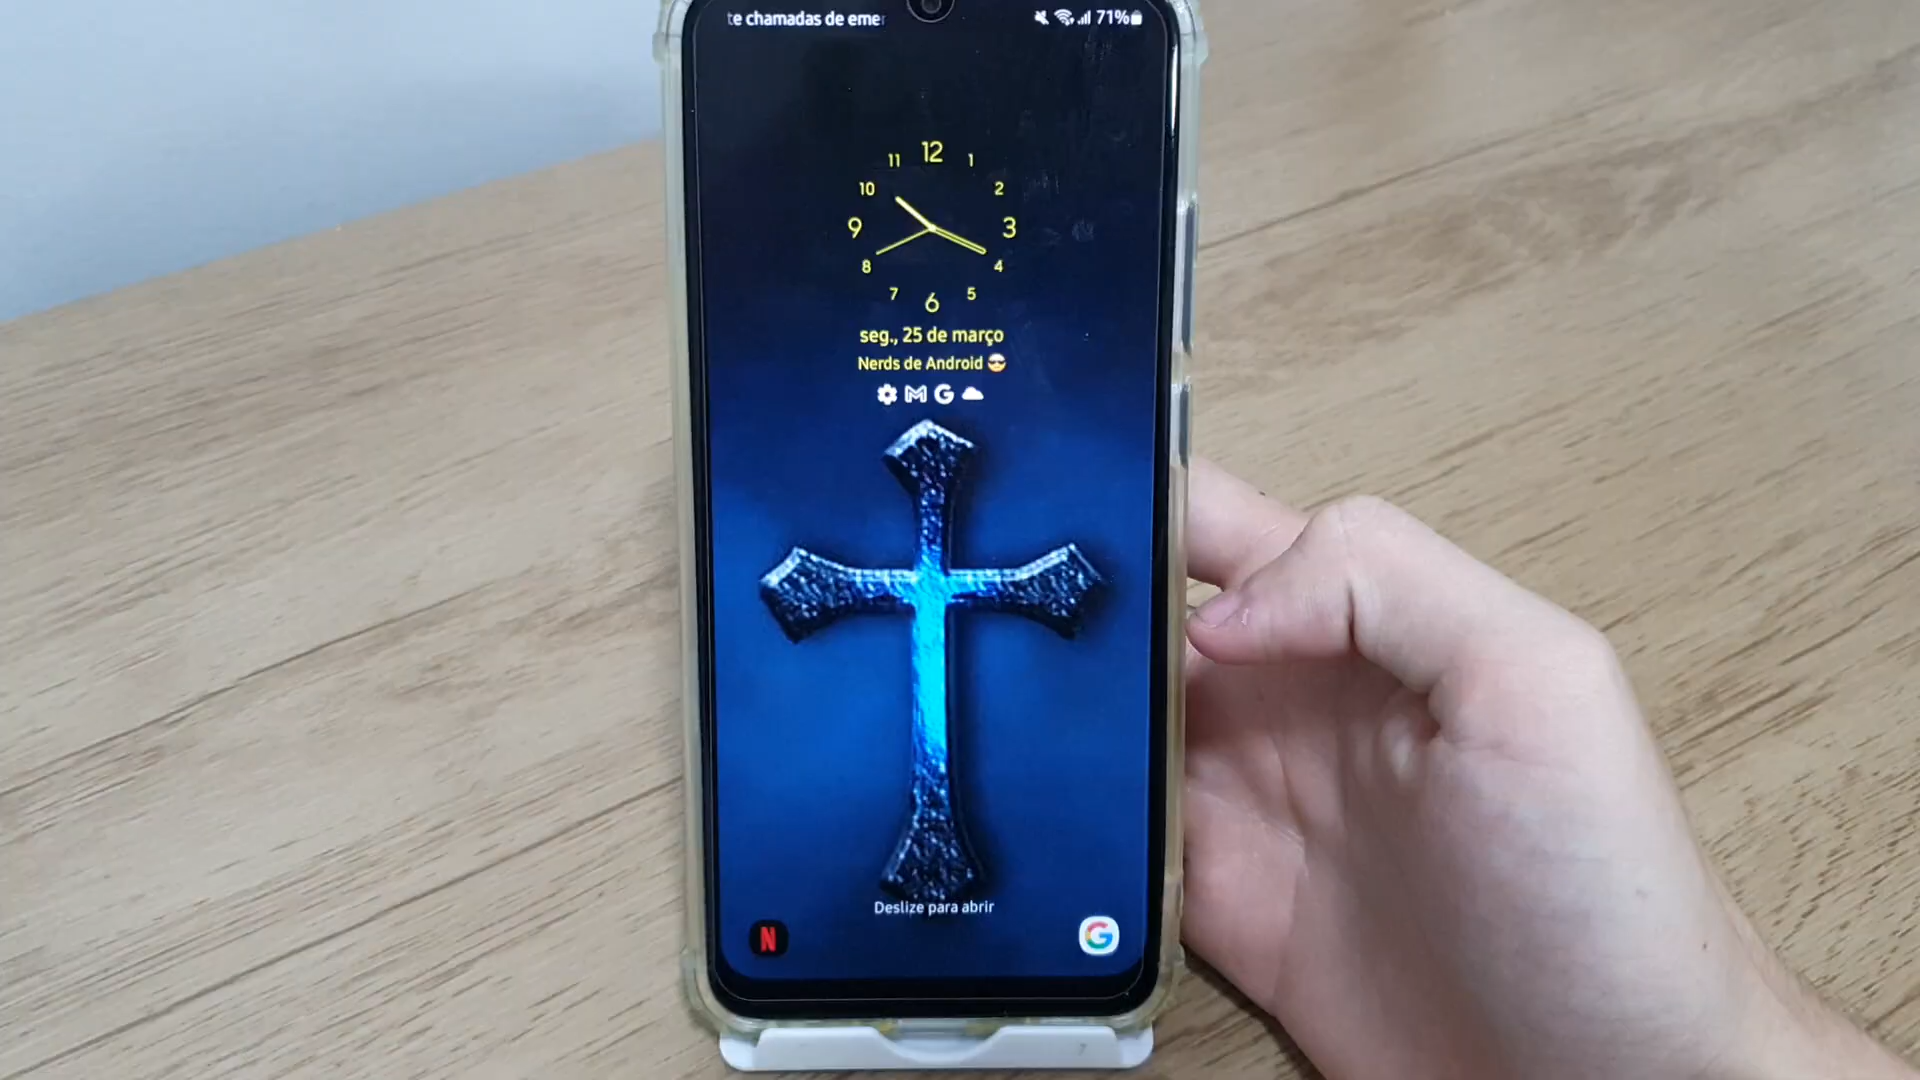 te chamadas de emer
71%
12
11
1
10
2
9
3
8
4
7
5
6
seg., 25 de março
Nerds de Android 😎
Deslize para abrir
N
G